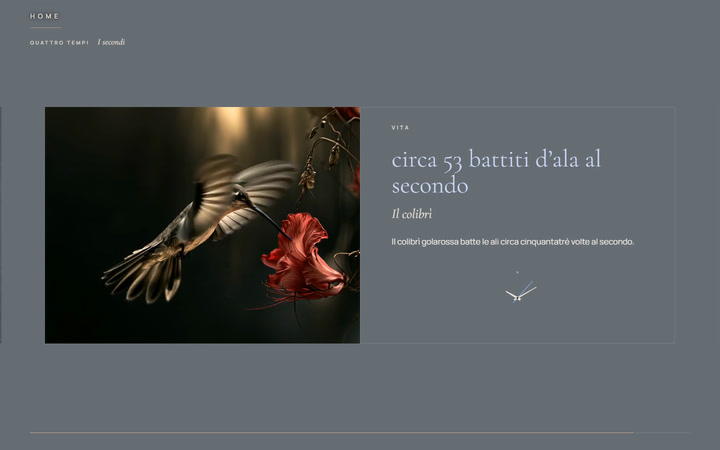 HOME
QUATTRO TEMPI I secondi
VITA
circa 53 battiti d’ala al
secondo
Il colibrì
Il colibrì golarossa batte le ali circa cinquantatré volte al secondo.